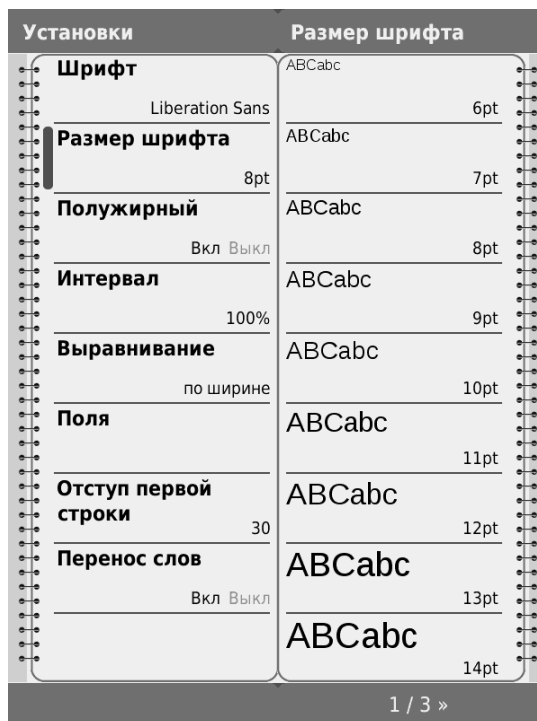 Установки
Шрифт
Liberation Sans
Размер шрифта
8pt
Полужирный
Вкл Выкл
Интервал
100%
Выравнивание
по ширине
Поля
Отступ первой
строки
30
Перенос слов
Вкл Выкл
Размер шрифта
ABCabc
6pt
ABCabc
7pt
ABCabc
8pt
ABCabc
9pt
ABCabc
10pt
ABCabc
11pt
ABCabc
12pt
ABCabc
13pt
ABCabc
14pt
1 / 3 »